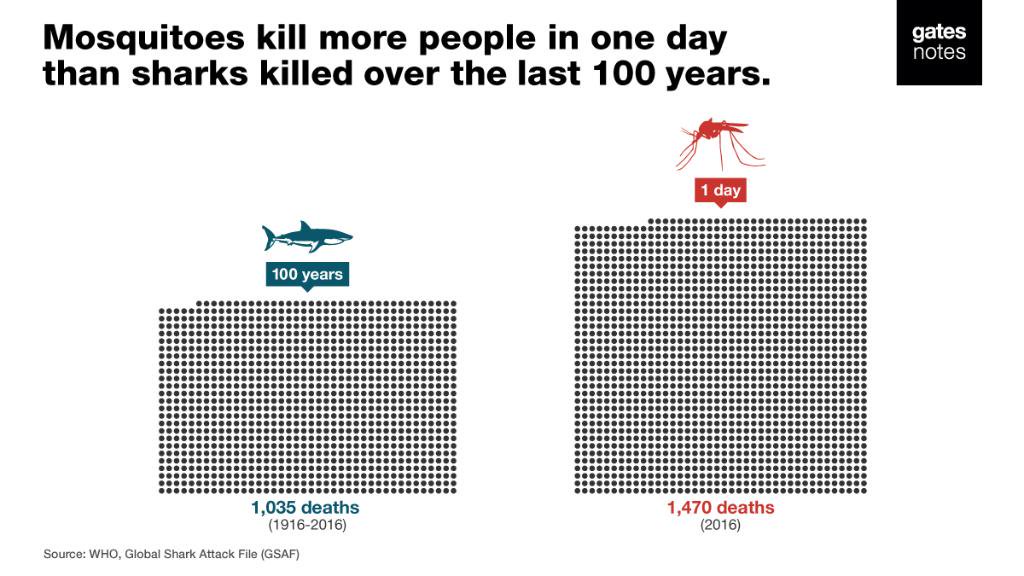 Mosquitoes kill more people in one day
than sharks killed over the last 100 years.
gates
notes
1 day
100 years
1,035 deaths
(1916-2016)
1,470 deaths
(2016)
Source: WHO, Global Shark Attack File (GSAF)